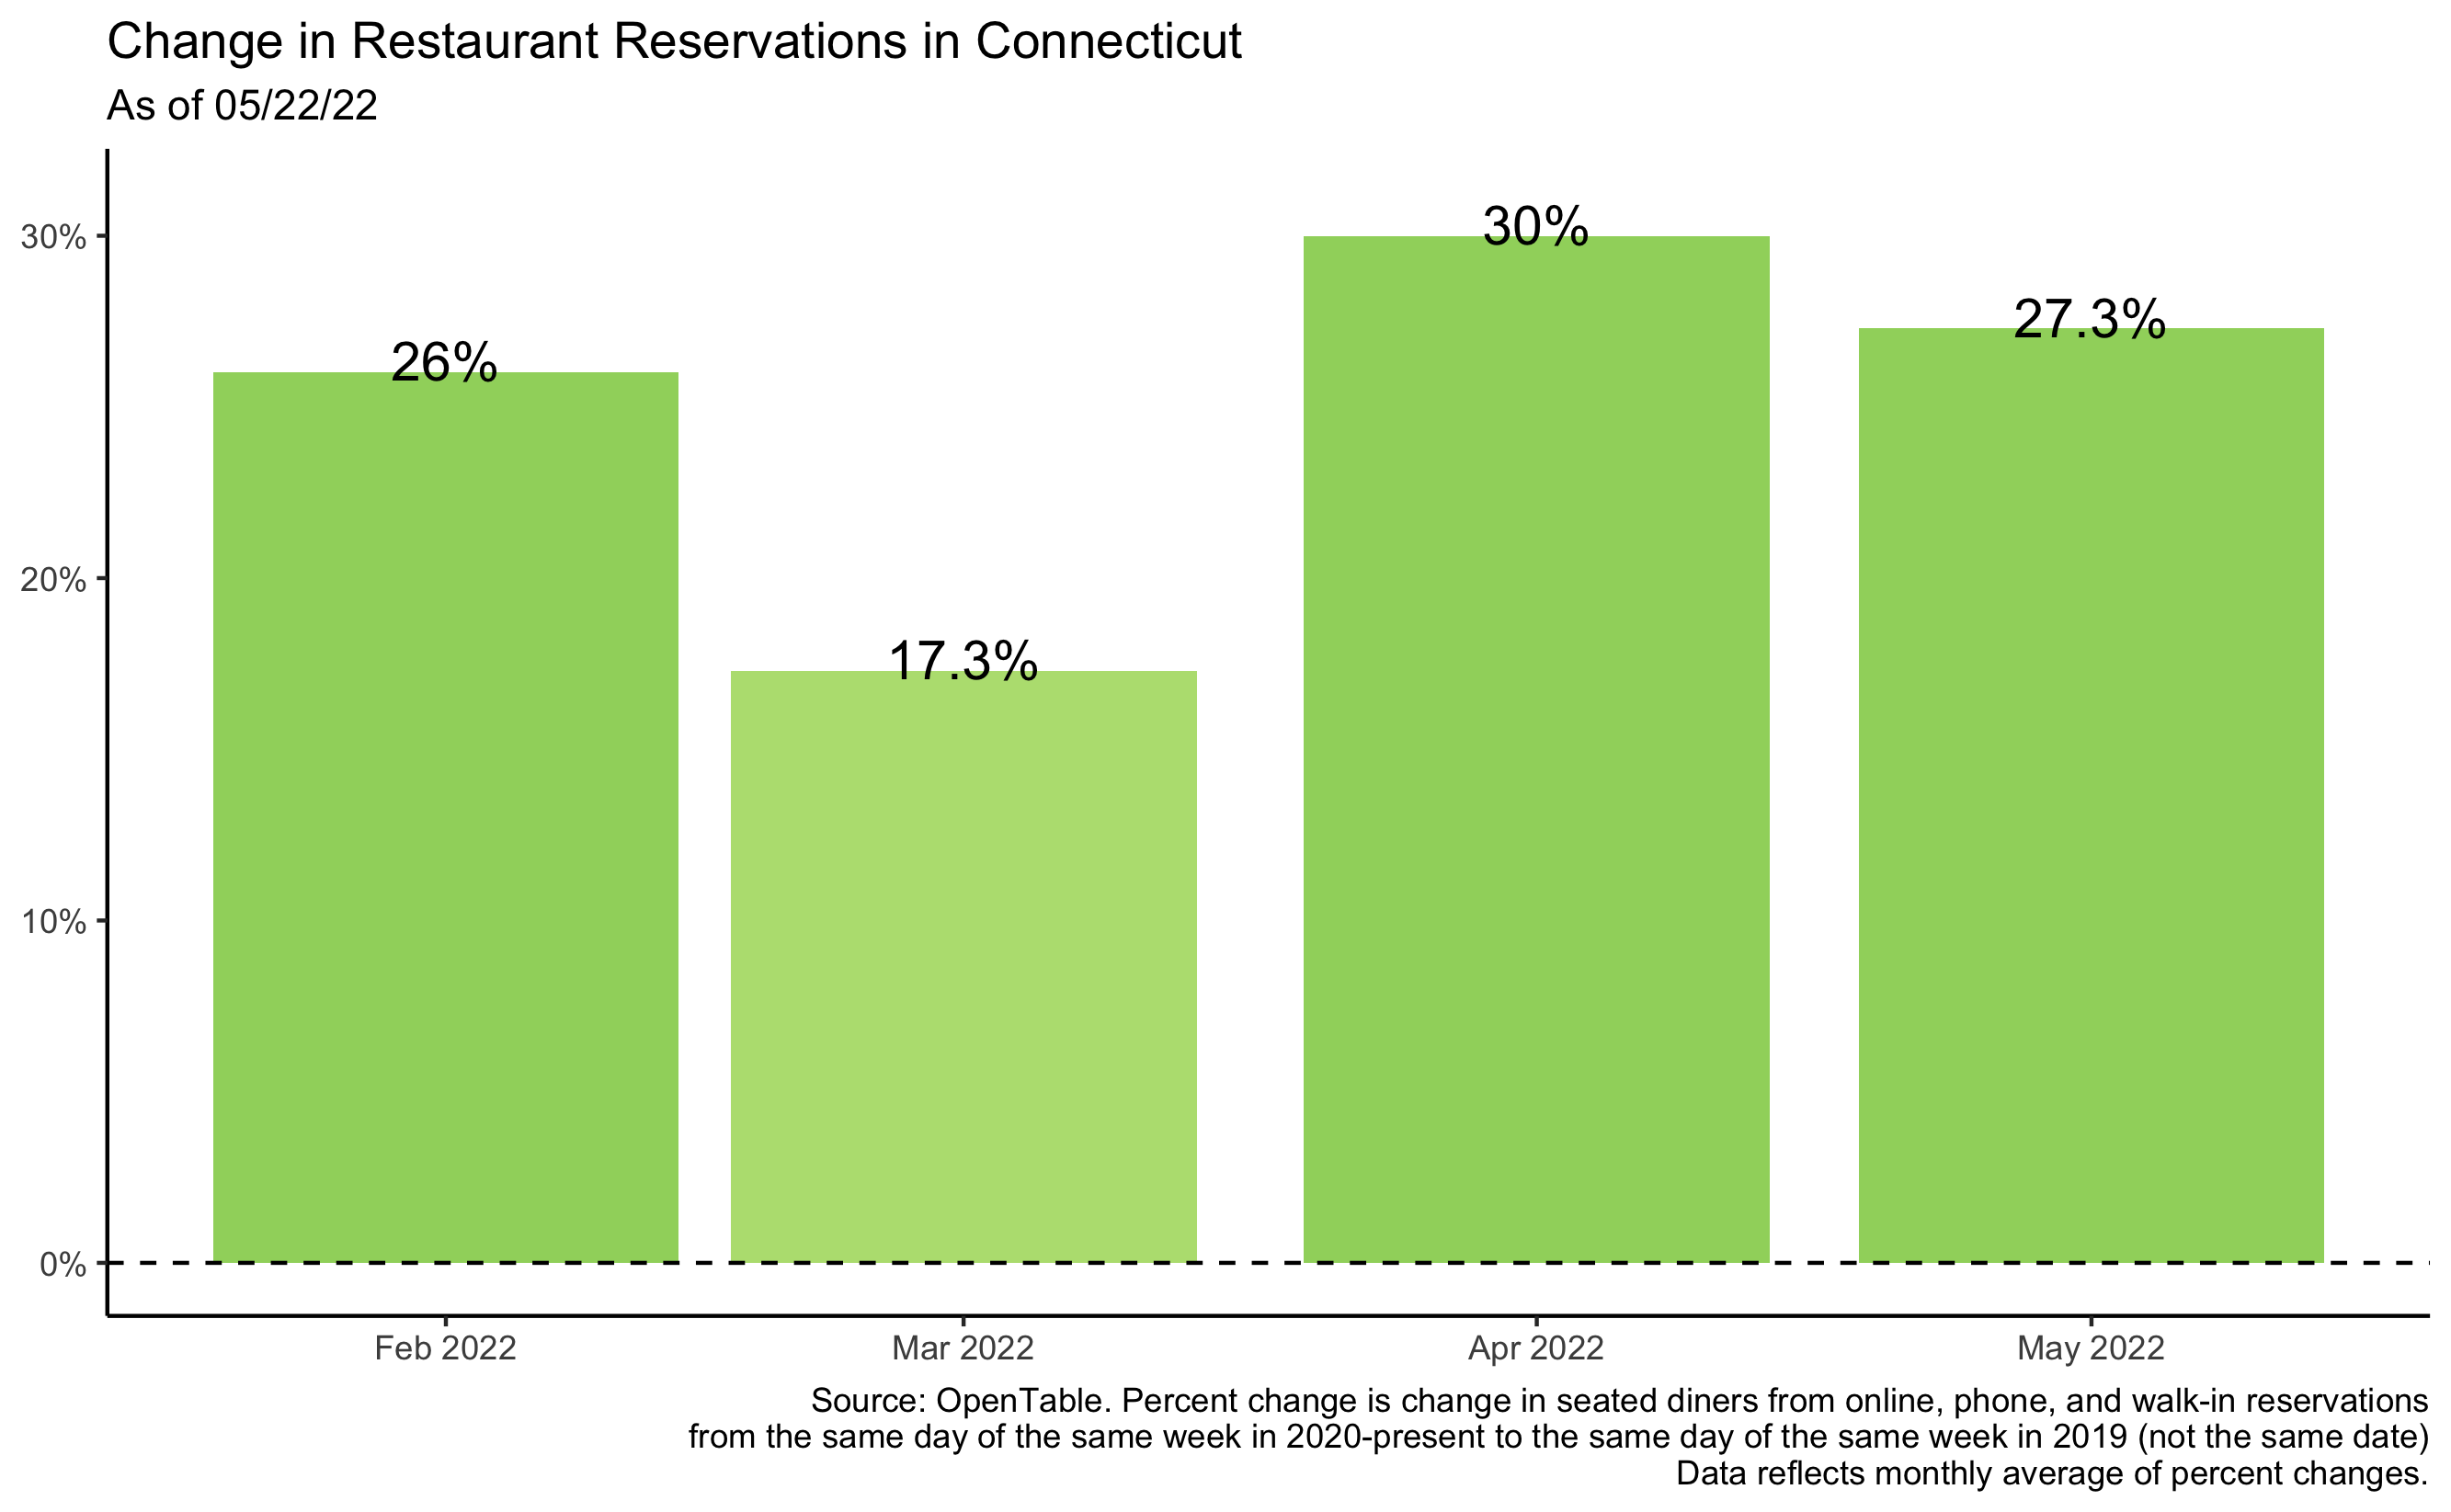 Change in Restaurant Reservations in Connecticut
As of 05/22/22
30%
20%
10%
0%
26%
17.3%
30%
27.3%
Feb 2022
Mar 2022
Apr 2022
May 2022
Source: OpenTable. Percent change is change in seated diners from online, phone, and walk-in reservations
from the same day of the same week in 2020-present to the same day of the same week in 2019 (not the same date)
Data reflects monthly average of percent changes.